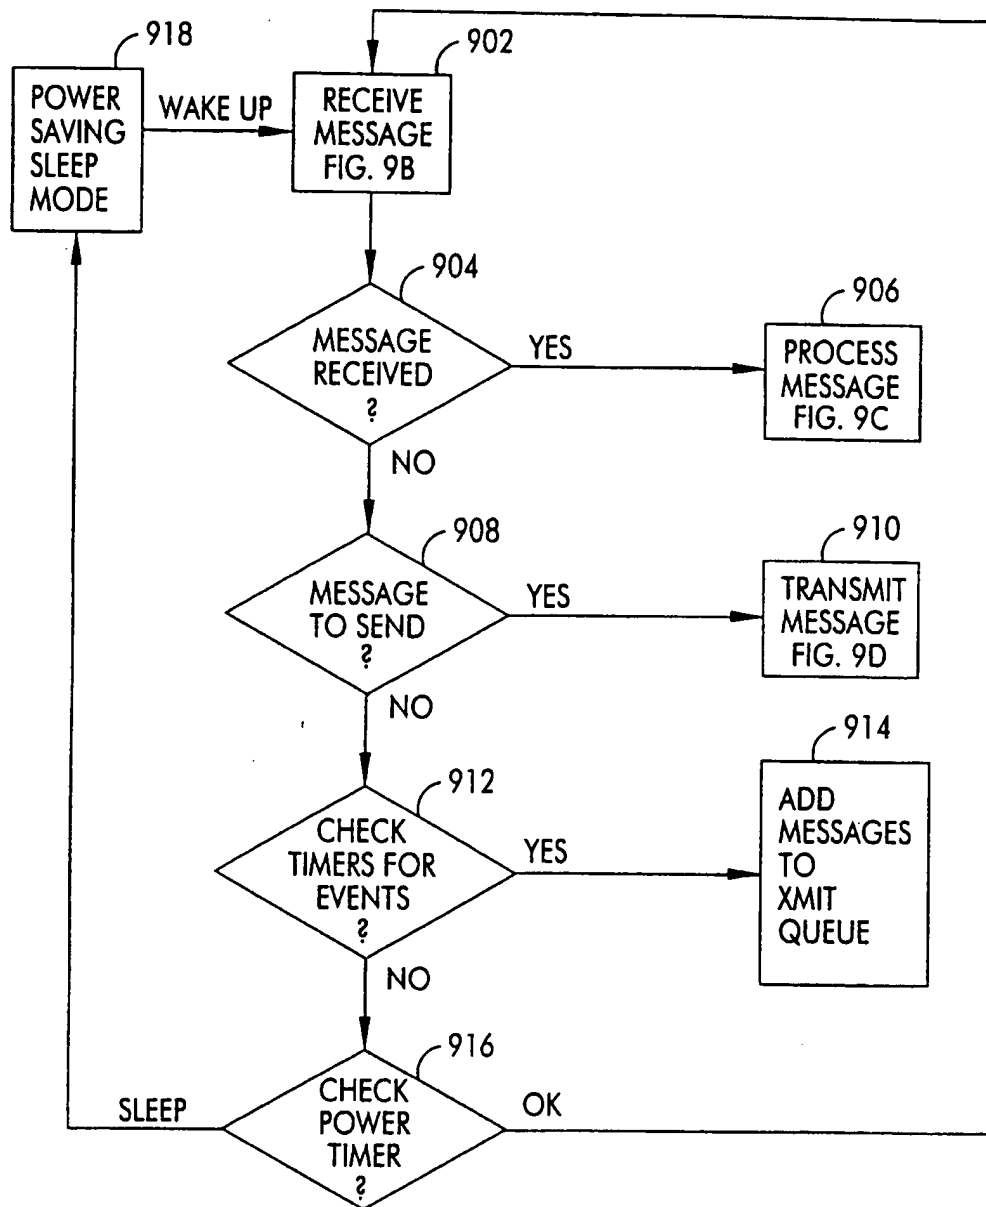 918
902
POWER
SAVING
SLEEP
MODE
WAKE UP
RECEIVE
MESSAGE
FIG. 9B
904
MESSAGE
RECEIVED
?
YES
NO
906
PROCESS
MESSAGE
FIG. 9C
908
MESSAGE
TO SEND
?
YES
NO
910
TRANSMIT
MESSAGE
FIG. 9D
912
CHECK
TIMERS FOR
EVENTS
?
YES
NO
914
ADD
MESSAGES
TO
XMIT
QUEUE
916
CHECK
POWER
TIMER
?
SLEEP
OK